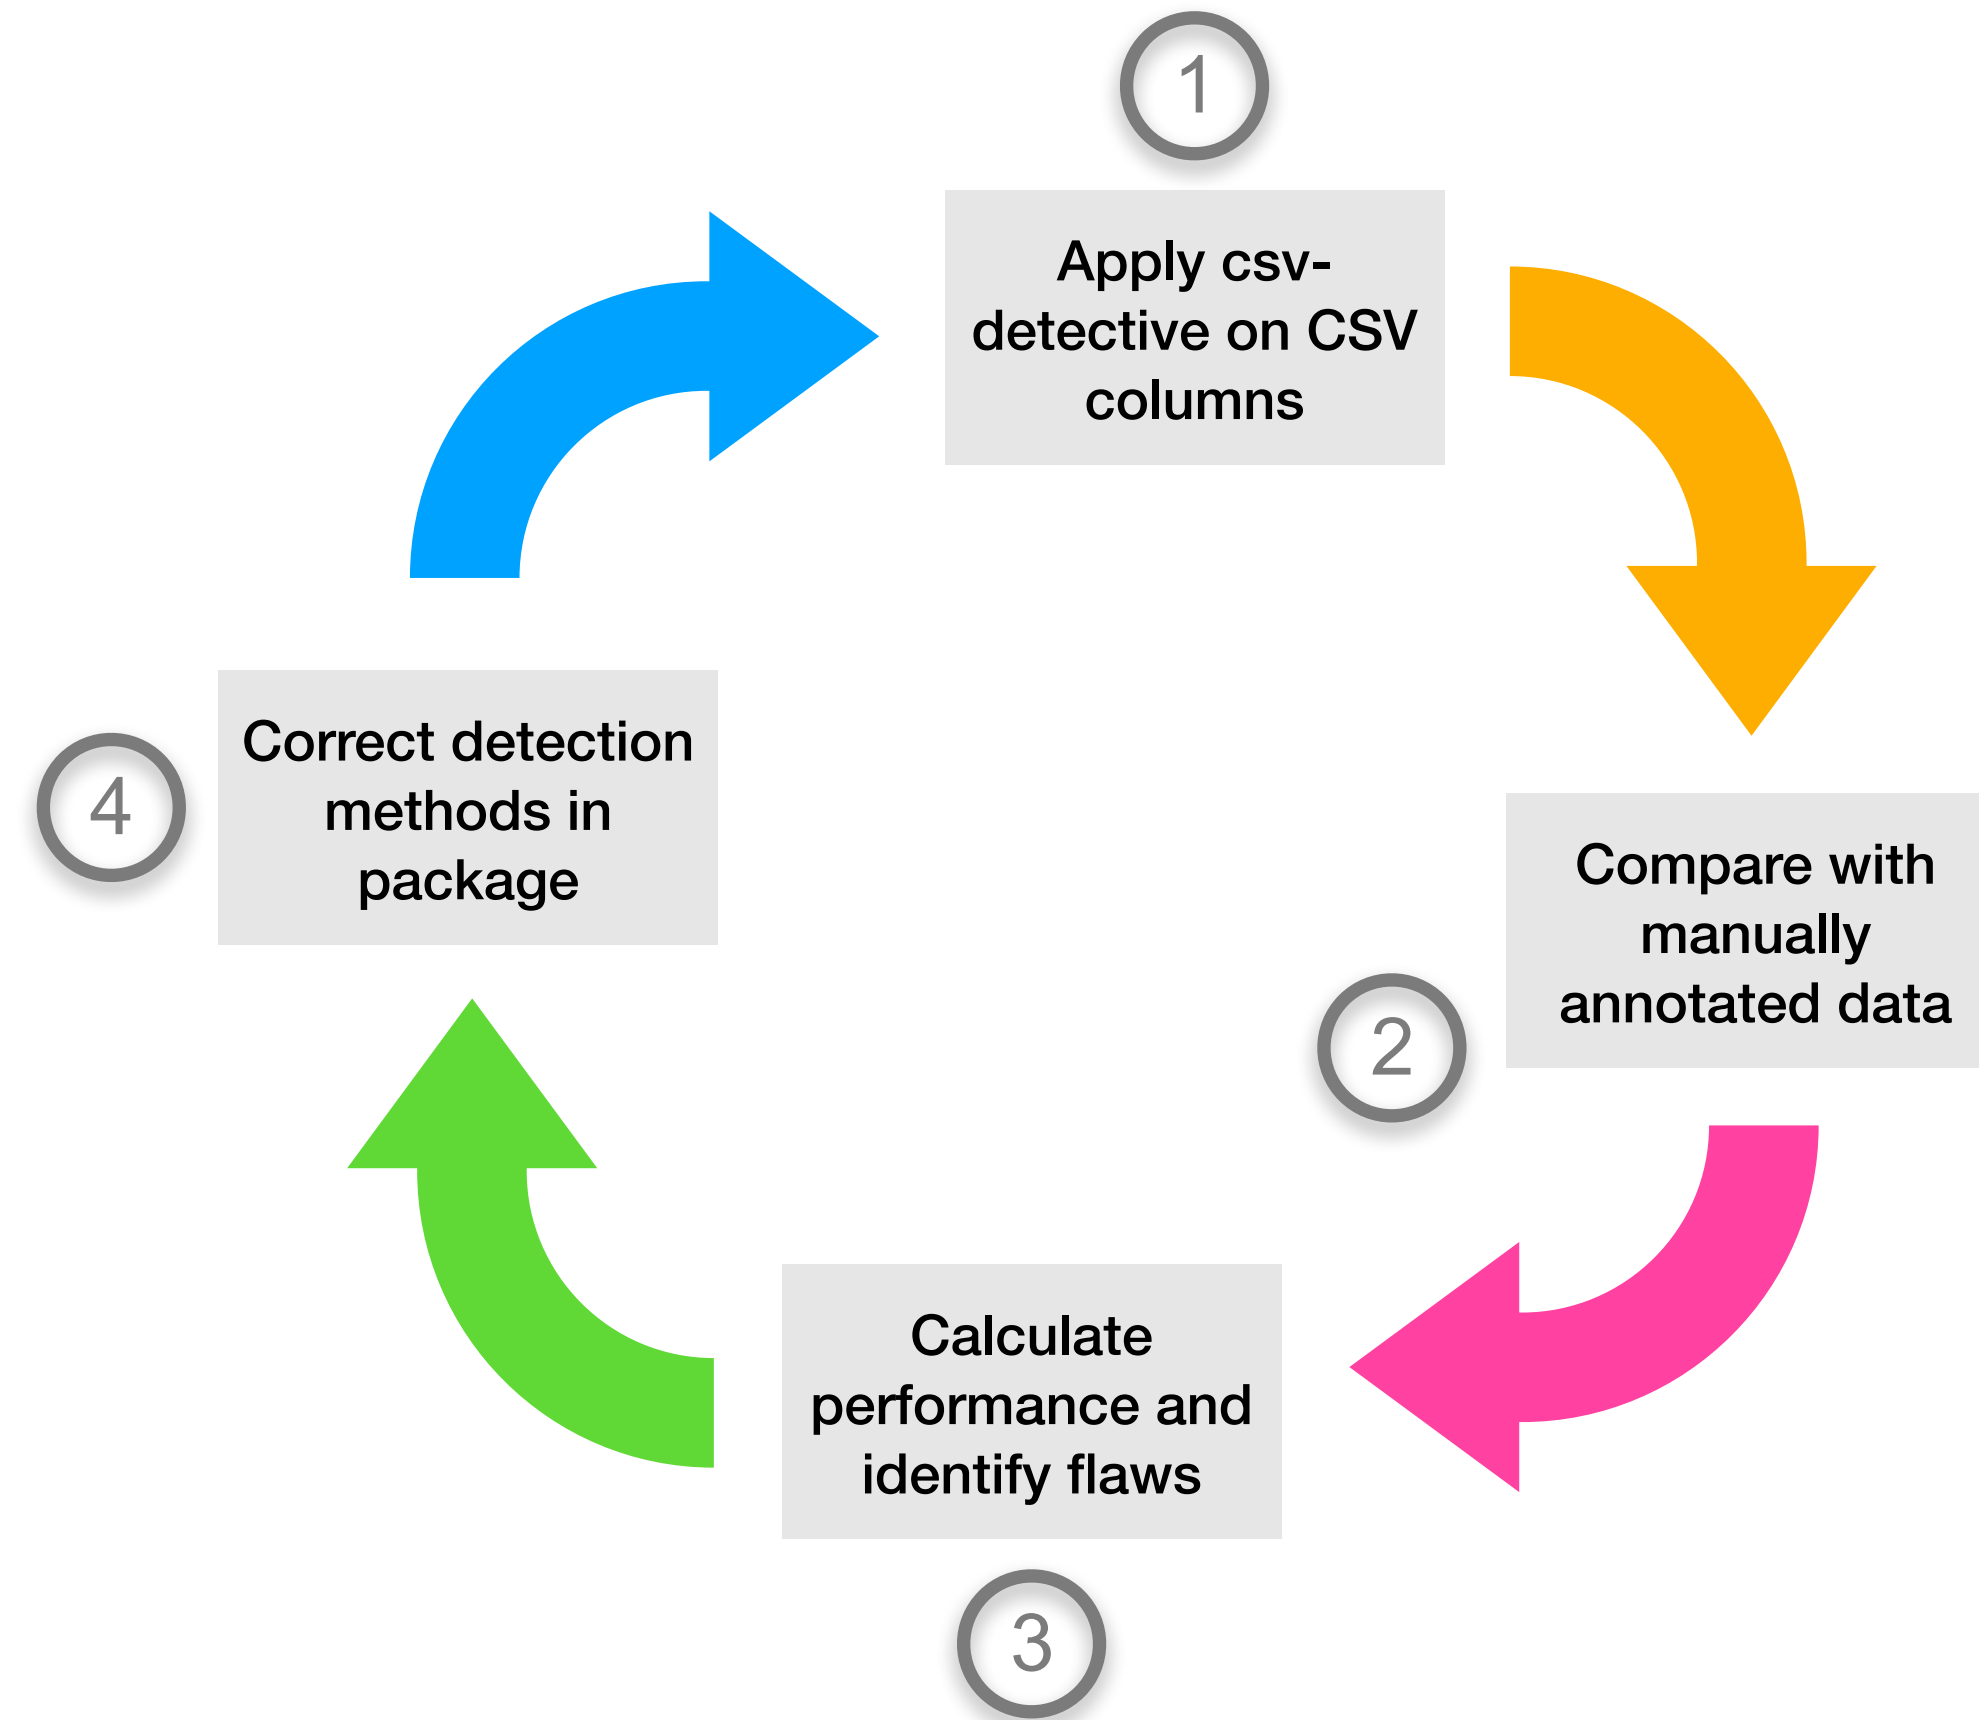 1
Apply csv-
detective on CSV
columns
2
Compare with
manually
annotated data
3
Calculate
performance and
identify flaws
4
Correct detection
methods in
package